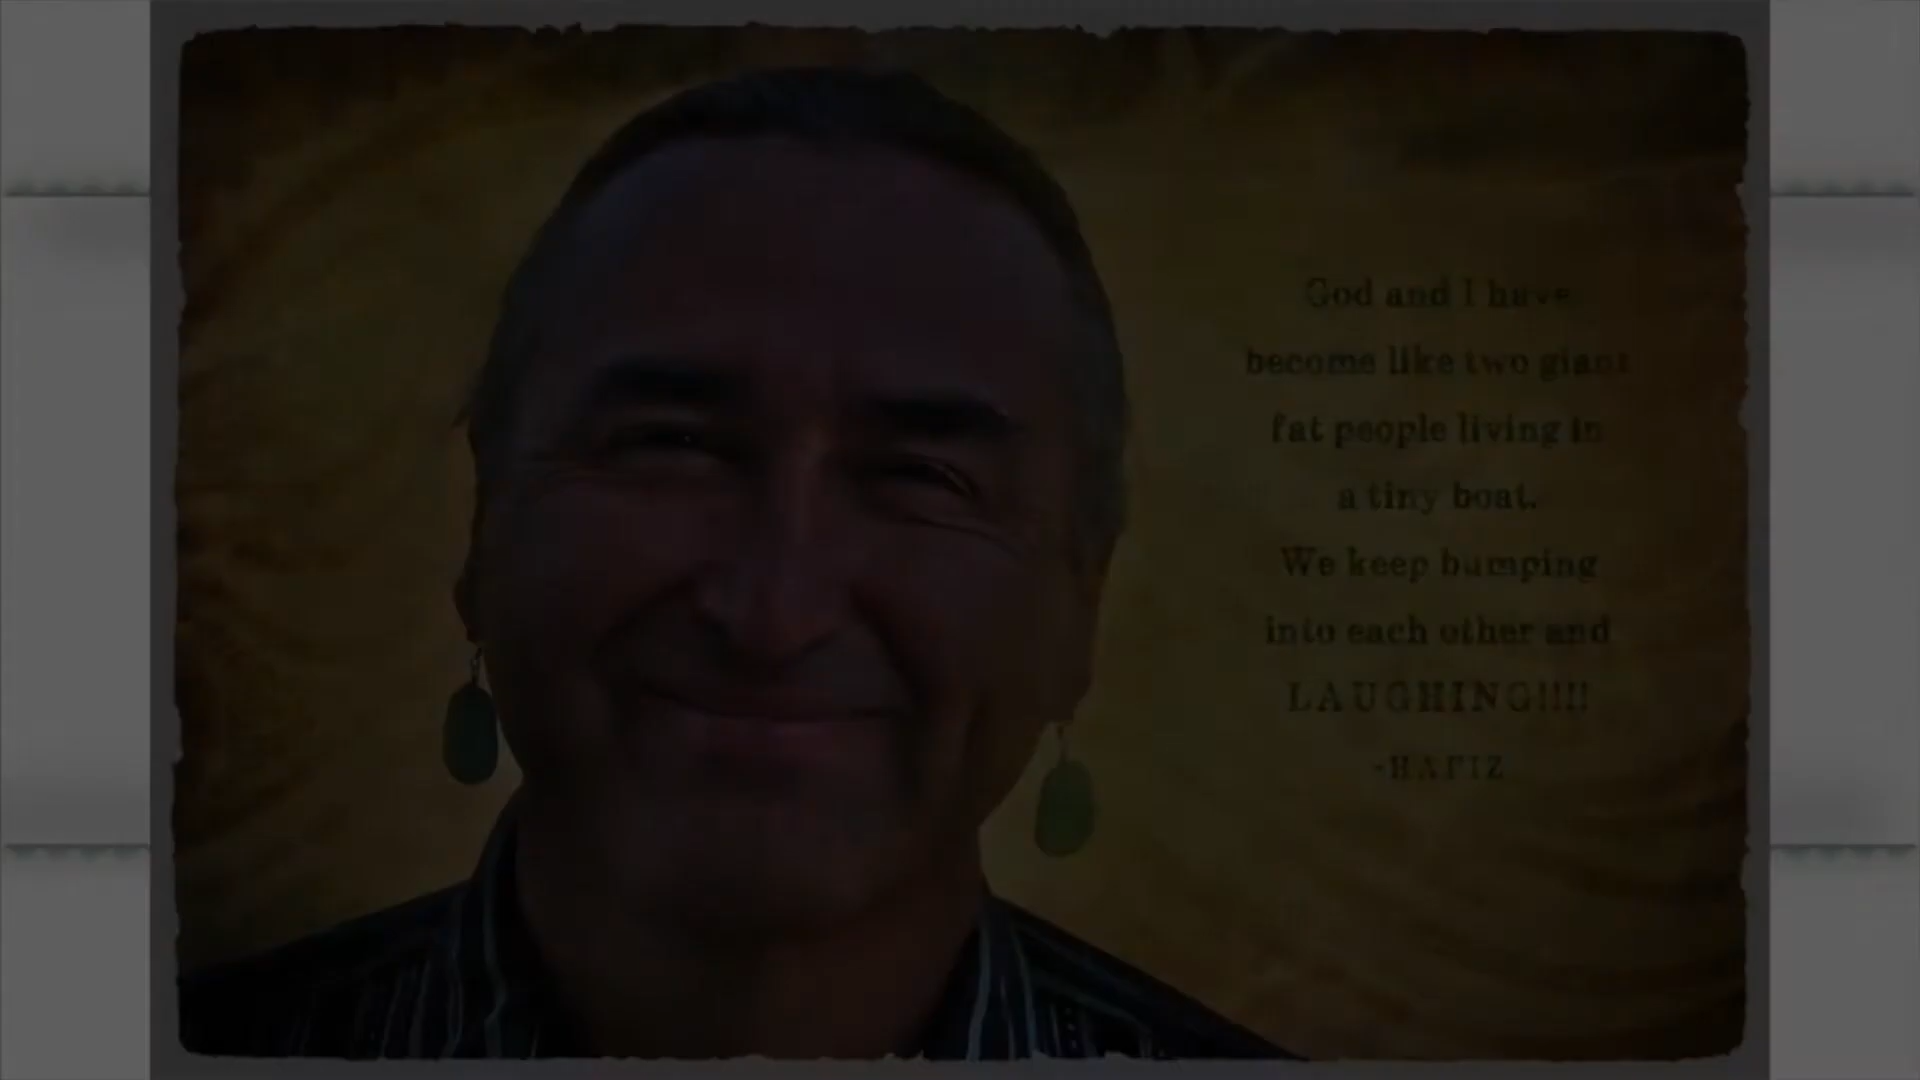 God and I have
become like two giant
fat people living in
a tiny boat.
We keep bumping
into each other and
LAUGHING!!!!
-HAFIZ